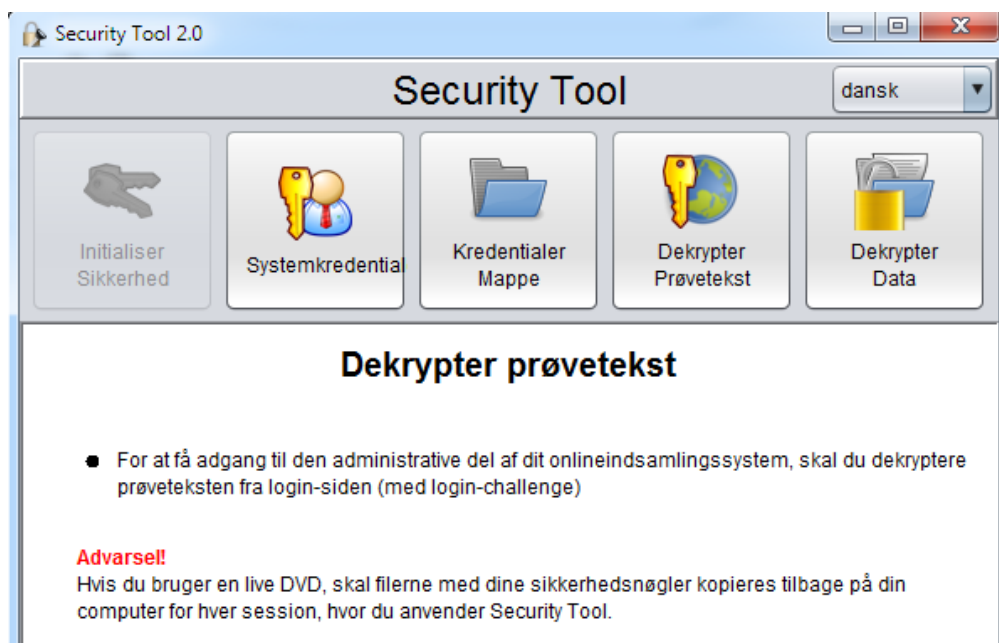 Security Tool 2.0
Security Tool
dansk
Initialiser
Sikkerhed
Systemkredential
Kredentialer
Mappe
Dekrypter
Prøvetekst
Dekrypter
Data
Dekrypter prøvetekst
For at få adgang til den administrative del af dit onlineindsamlingssystem, skal du dekryptere
prøveteksten fra login-siden (med login-challenge)
Advarsel!
Hvis du bruger en live DVD, skal filerne med dine sikkerhedsnøgler kopieres tilbage på din
computer for hver session, hvor du anvender Security Tool.